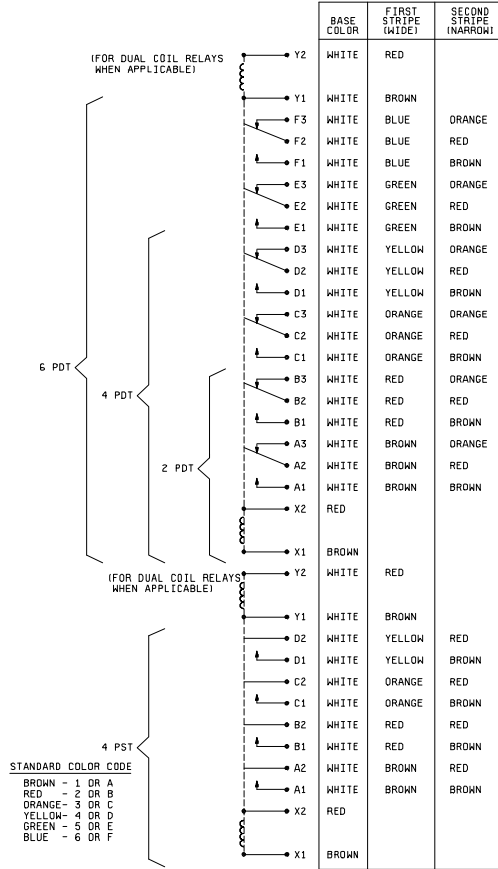 BASE COLOR FIRST STRIPE (WIDE) SECOND STRIPE (NARROW)
(FOR DUAL COIL RELAYS WHEN APPLICABLE)
Y2 WHITE RED
Y1 WHITE BROWN
F3 WHITE BLUE ORANGE
F2 WHITE BLUE RED
F1 WHITE BLUE BROWN
E3 WHITE GREEN ORANGE
E2 WHITE GREEN RED
E1 WHITE GREEN BROWN
D3 WHITE YELLOW ORANGE
D2 WHITE YELLOW RED
D1 WHITE YELLOW BROWN
C3 WHITE ORANGE ORANGE
C2 WHITE ORANGE RED
C1 WHITE ORANGE BROWN
6 PDT
B3 WHITE RED ORANGE
4 PDT
B2 WHITE RED RED
B1 WHITE RED BROWN
A3 WHITE BROWN ORANGE
2 PDT
A2 WHITE BROWN RED
A1 WHITE BROWN BROWN
X2 RED
X1 BROWN
(FOR DUAL COIL RELAYS WHEN APPLICABLE)
Y2 WHITE RED
Y1 WHITE BROWN
D2 WHITE YELLOW RED
D1 WHITE YELLOW BROWN
C2 WHITE ORANGE RED
C1 WHITE ORANGE BROWN
B2 WHITE RED RED
4 PST
B1 WHITE RED BROWN
A2 WHITE BROWN RED
A1 WHITE BROWN BROWN
X2 RED
X1 BROWN
STANDARD COLOR CODE
BROWN - 1 OR A
RED - 2 OR B
ORANGE- 3 OR C
YELLOW- 4 OR D
GREEN - 5 OR E
BLUE - 6 OR F